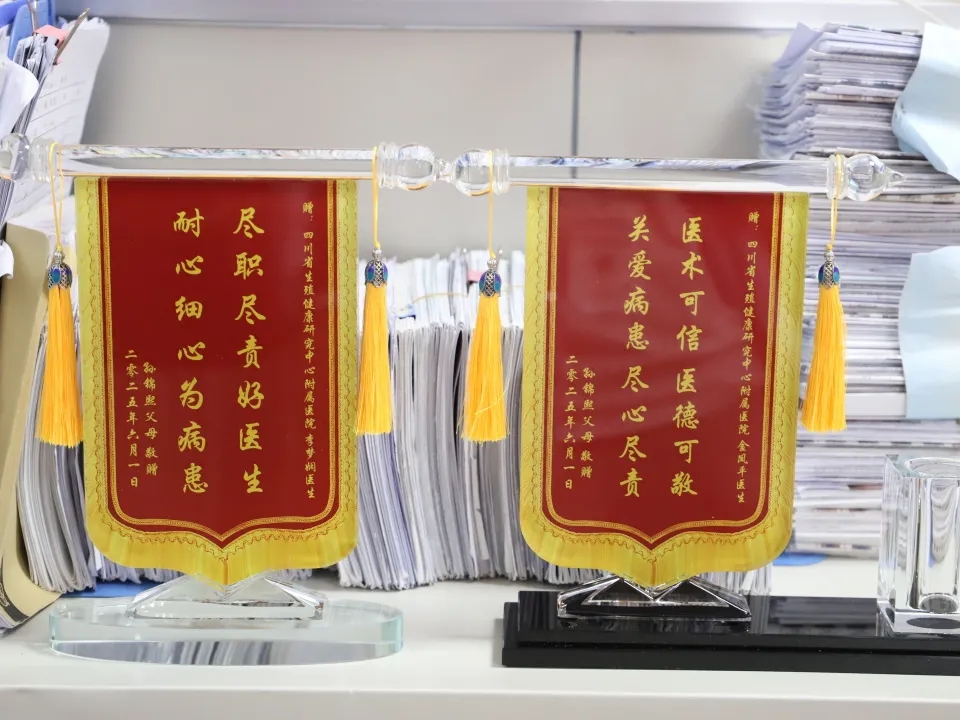 赠：四川省生殖健康研究中心附属医院 李梦娴医生
尽职尽责好医生
耐心细心为病患
孙锦熙父母敬赠
二零二五年六月一日
赠：四川省生殖健康研究中心附属医院 金凤平医生
医术可信医德可敬
关爱病患尽心尽责
孙锦熙父母敬赠
二零二五年六月一日